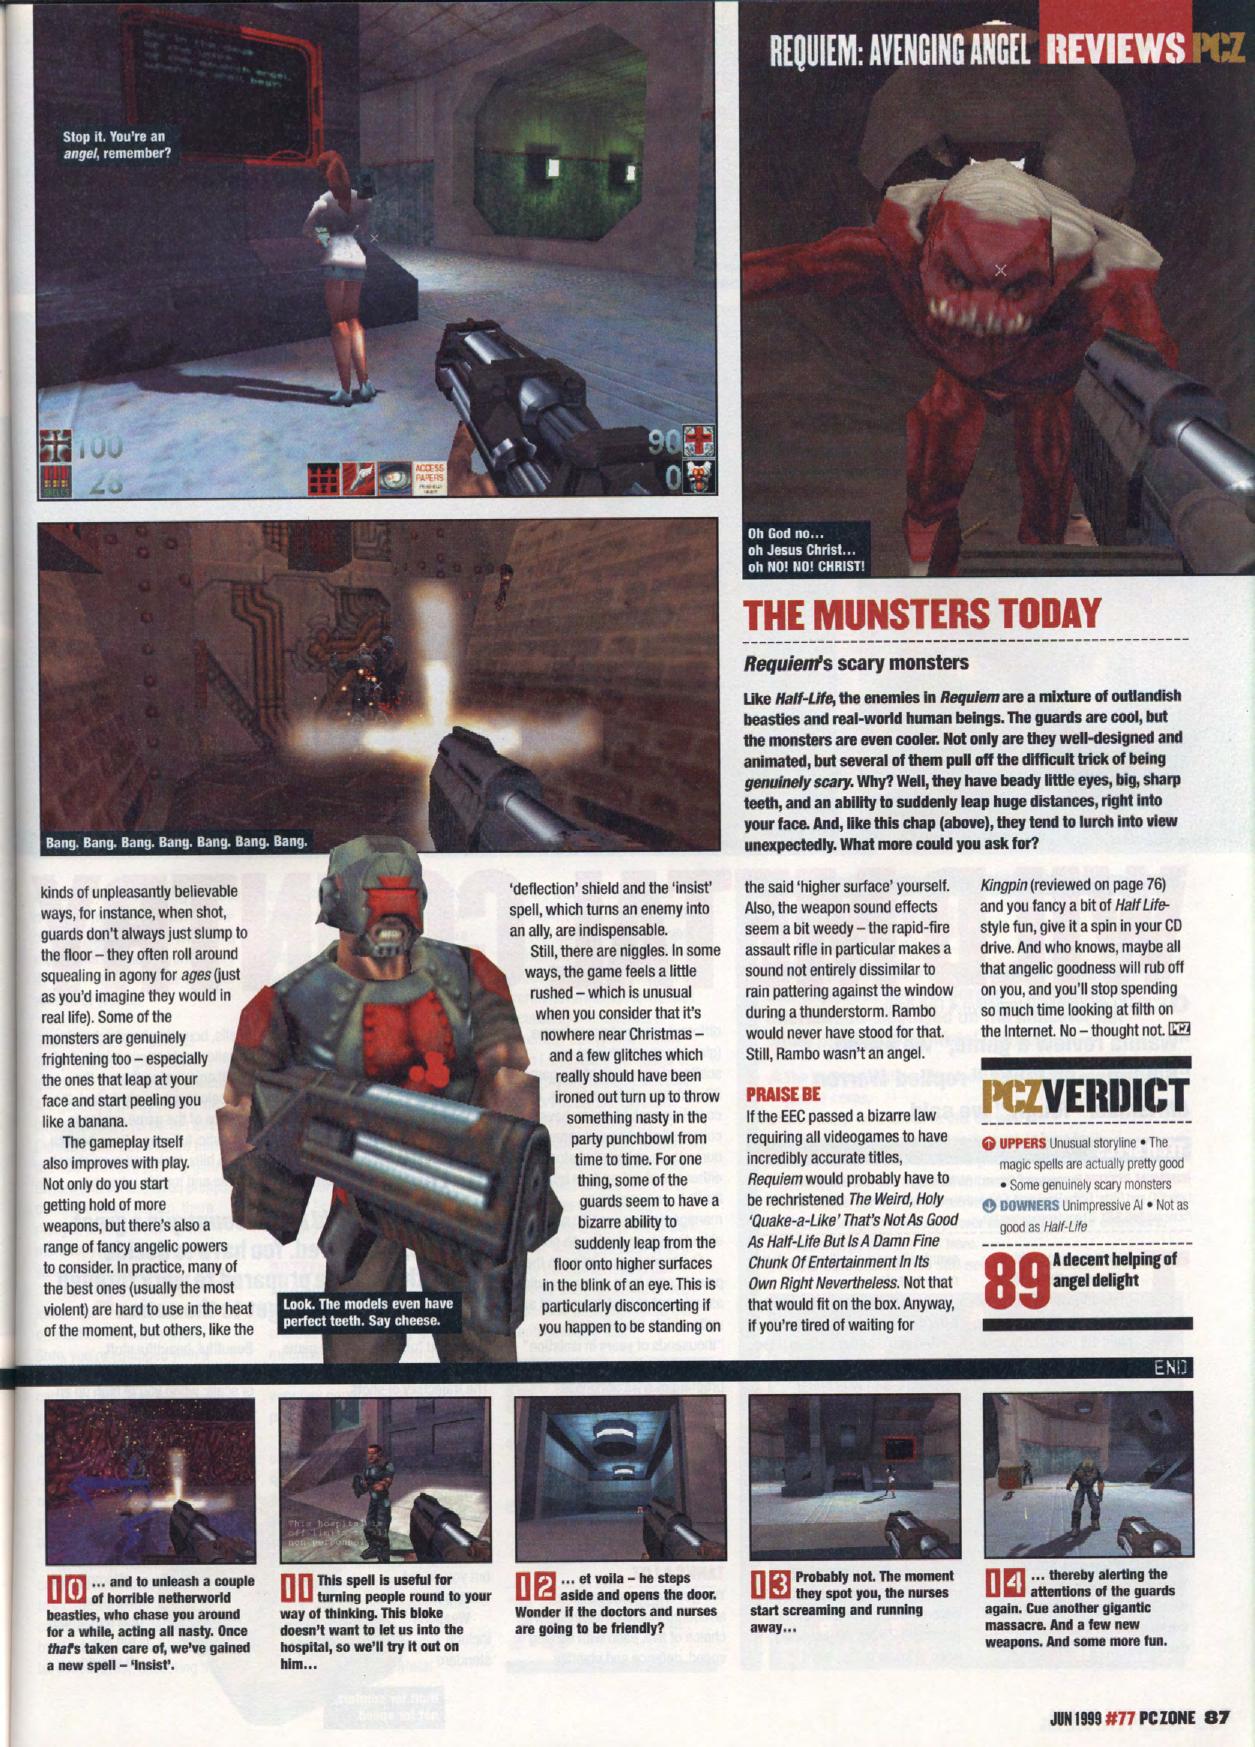 REQUIEM: AVENGING ANGEL REVIEWS PCZ
Stop it. You're an
angel, remember?
100
28
ACCESS
PAPERS
90
0
Oh God no...
oh Jesus Christ...
oh NO! NO! CHRIST!
Bang. Bang. Bang. Bang. Bang. Bang. Bang.
THE MUNSTERS TODAY
Requiem's scary monsters
Like Half-Life, the enemies in Requiem are a mixture of outlandish
beasties and real-world human beings. The guards are cool, but
the monsters are even cooler. Not only are they well-designed and
animated, but several of them pull off the difficult trick of being
genuinely scary. Why? Well, they have beady little eyes, big, sharp
teeth, and an ability to suddenly leap huge distances, right into
your face. And, like this chap (above), they tend to lurch into view
unexpectedly. What more could you ask for?
kinds of unpleasantly believable
ways, for instance, when shot,
guards don't always just slump to
the floor – they often roll around
squealing in agony for ages (just
as you'd imagine they would in
real life). Some of the
monsters are genuinely
frightening too – especially
the ones that leap at your
face and start peeling you
like a banana.
The gameplay itself
also improves with play.
Not only do you start
getting hold of more
weapons, but there's also a
range of fancy angelic powers
to consider. In practice, many of
the best ones (usually the most
violent) are hard to use in the heat
of the moment, but others, like the
Look. The models even have
perfect teeth. Say cheese.
'deflection' shield and the 'insist'
spell, which turns an enemy into
an ally, are indispensable.
Still, there are niggles. In some
ways, the game feels a little
rushed – which is unusual
when you consider that it's
nowhere near Christmas –
and a few glitches which
really should have been
ironed out turn up to throw
something nasty in the
party punchbowl from
time to time. For one
thing, some of the
guards seem to have a
bizarre ability to
suddenly leap from the
floor onto higher surfaces
in the blink of an eye. This is
particularly disconcerting if
you happen to be standing on
the said 'higher surface' yourself.
Also, the weapon sound effects
seem a bit weedy – the rapid-fire
assault rifle in particular makes a
sound not entirely dissimilar to
rain pattering against the window
during a thunderstorm. Rambo
would never have stood for that.
Still, Rambo wasn't an angel.
PRAISE BE
If the EEC passed a bizarre law
requiring all videogames to have
incredibly accurate titles,
Requiem would probably have to
be rechristened The Weird, Holy
'Quake-a-Like' That's Not As Good
As Half-Life But Is A Damn Fine
Chunk Of Entertainment In Its
Own Right Nevertheless. Not that
that would fit on the box. Anyway,
if you're tired of waiting for
Kingpin (reviewed on page 76)
and you fancy a bit of Half Life-
style fun, give it a spin in your CD
drive. And who knows, maybe all
that angelic goodness will rub off
on you, and you'll stop spending
so much time looking at filth on
the Internet. No – thought not. PCZ
PCZVERDICT
UPPERS Unusual storyline • The
magic spells are actually pretty good
• Some genuinely scary monsters
DOWNERS Unimpressive AI • Not as
good as Half-Life
89 A decent helping of
angel delight
END
10 ... and to unleash a couple
of horrible netherworld
beasties, who chase you around
for a while, acting all nasty. Once
that's taken care of, we've gained
a new spell – 'Insist'.
11 This spell is useful for
turning people round to your
way of thinking. This bloke
doesn't want to let us into the
hospital, so we'll try it out on
him...
12 ... et voila – he steps
aside and opens the door.
Wonder if the doctors and nurses
are going to be friendly?
13 Probably not. The moment
they spot you, the nurses
start screaming and running
away...
14 ... thereby alerting the
attentions of the guards
again. Cue another gigantic
massacre. And a few new
weapons. And some more fun.
JUN 1999 #77 PC ZONE 87